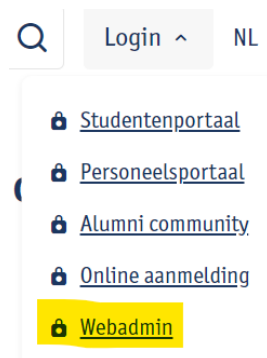 Login NL
Studentenportaal
Personeelsportaal
Alumni community
Online aanmelding
Webadmin